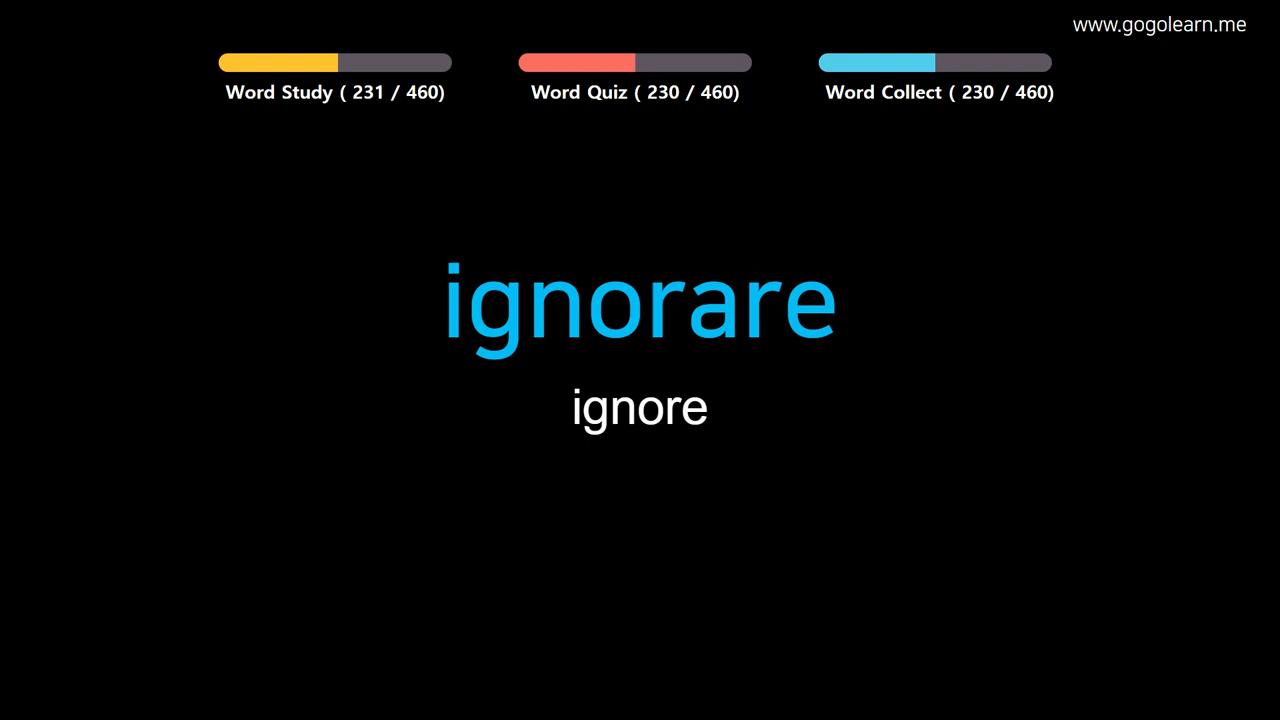 www.gogolearn.me
Word Study ( 231 / 460)
Word Quiz ( 230 / 460)
Word Collect ( 230 / 460)
ignorare
ignore